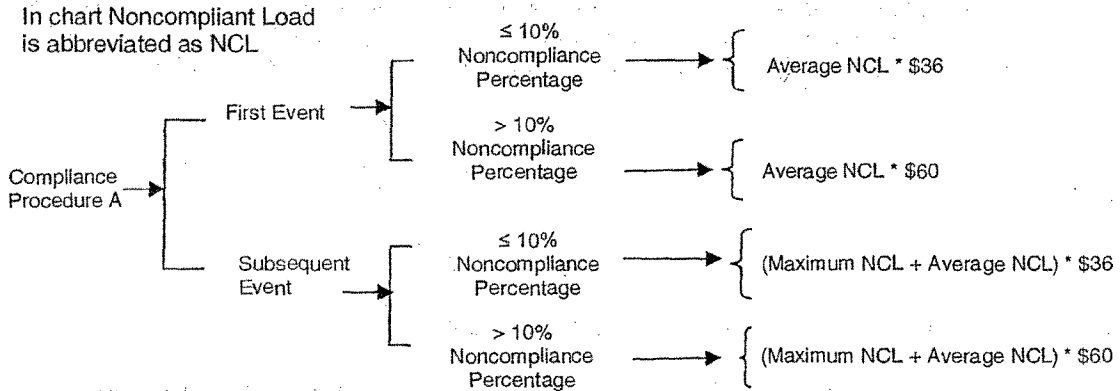 In chart Noncompliant Load
is abbreviated as NCL
Compliance
Procedure A
First Event
≤ 10%
Noncompliance
Percentage
Average NCL * $36
> 10%
Noncompliance
Percentage
Average NCL * $60
Subsequent
Event
≤ 10%
Noncompliance
Percentage
(Maximum NCL + Average NCL) * $36
> 10%
Noncompliance
Percentage
(Maximum NCL + Average NCL) * $60